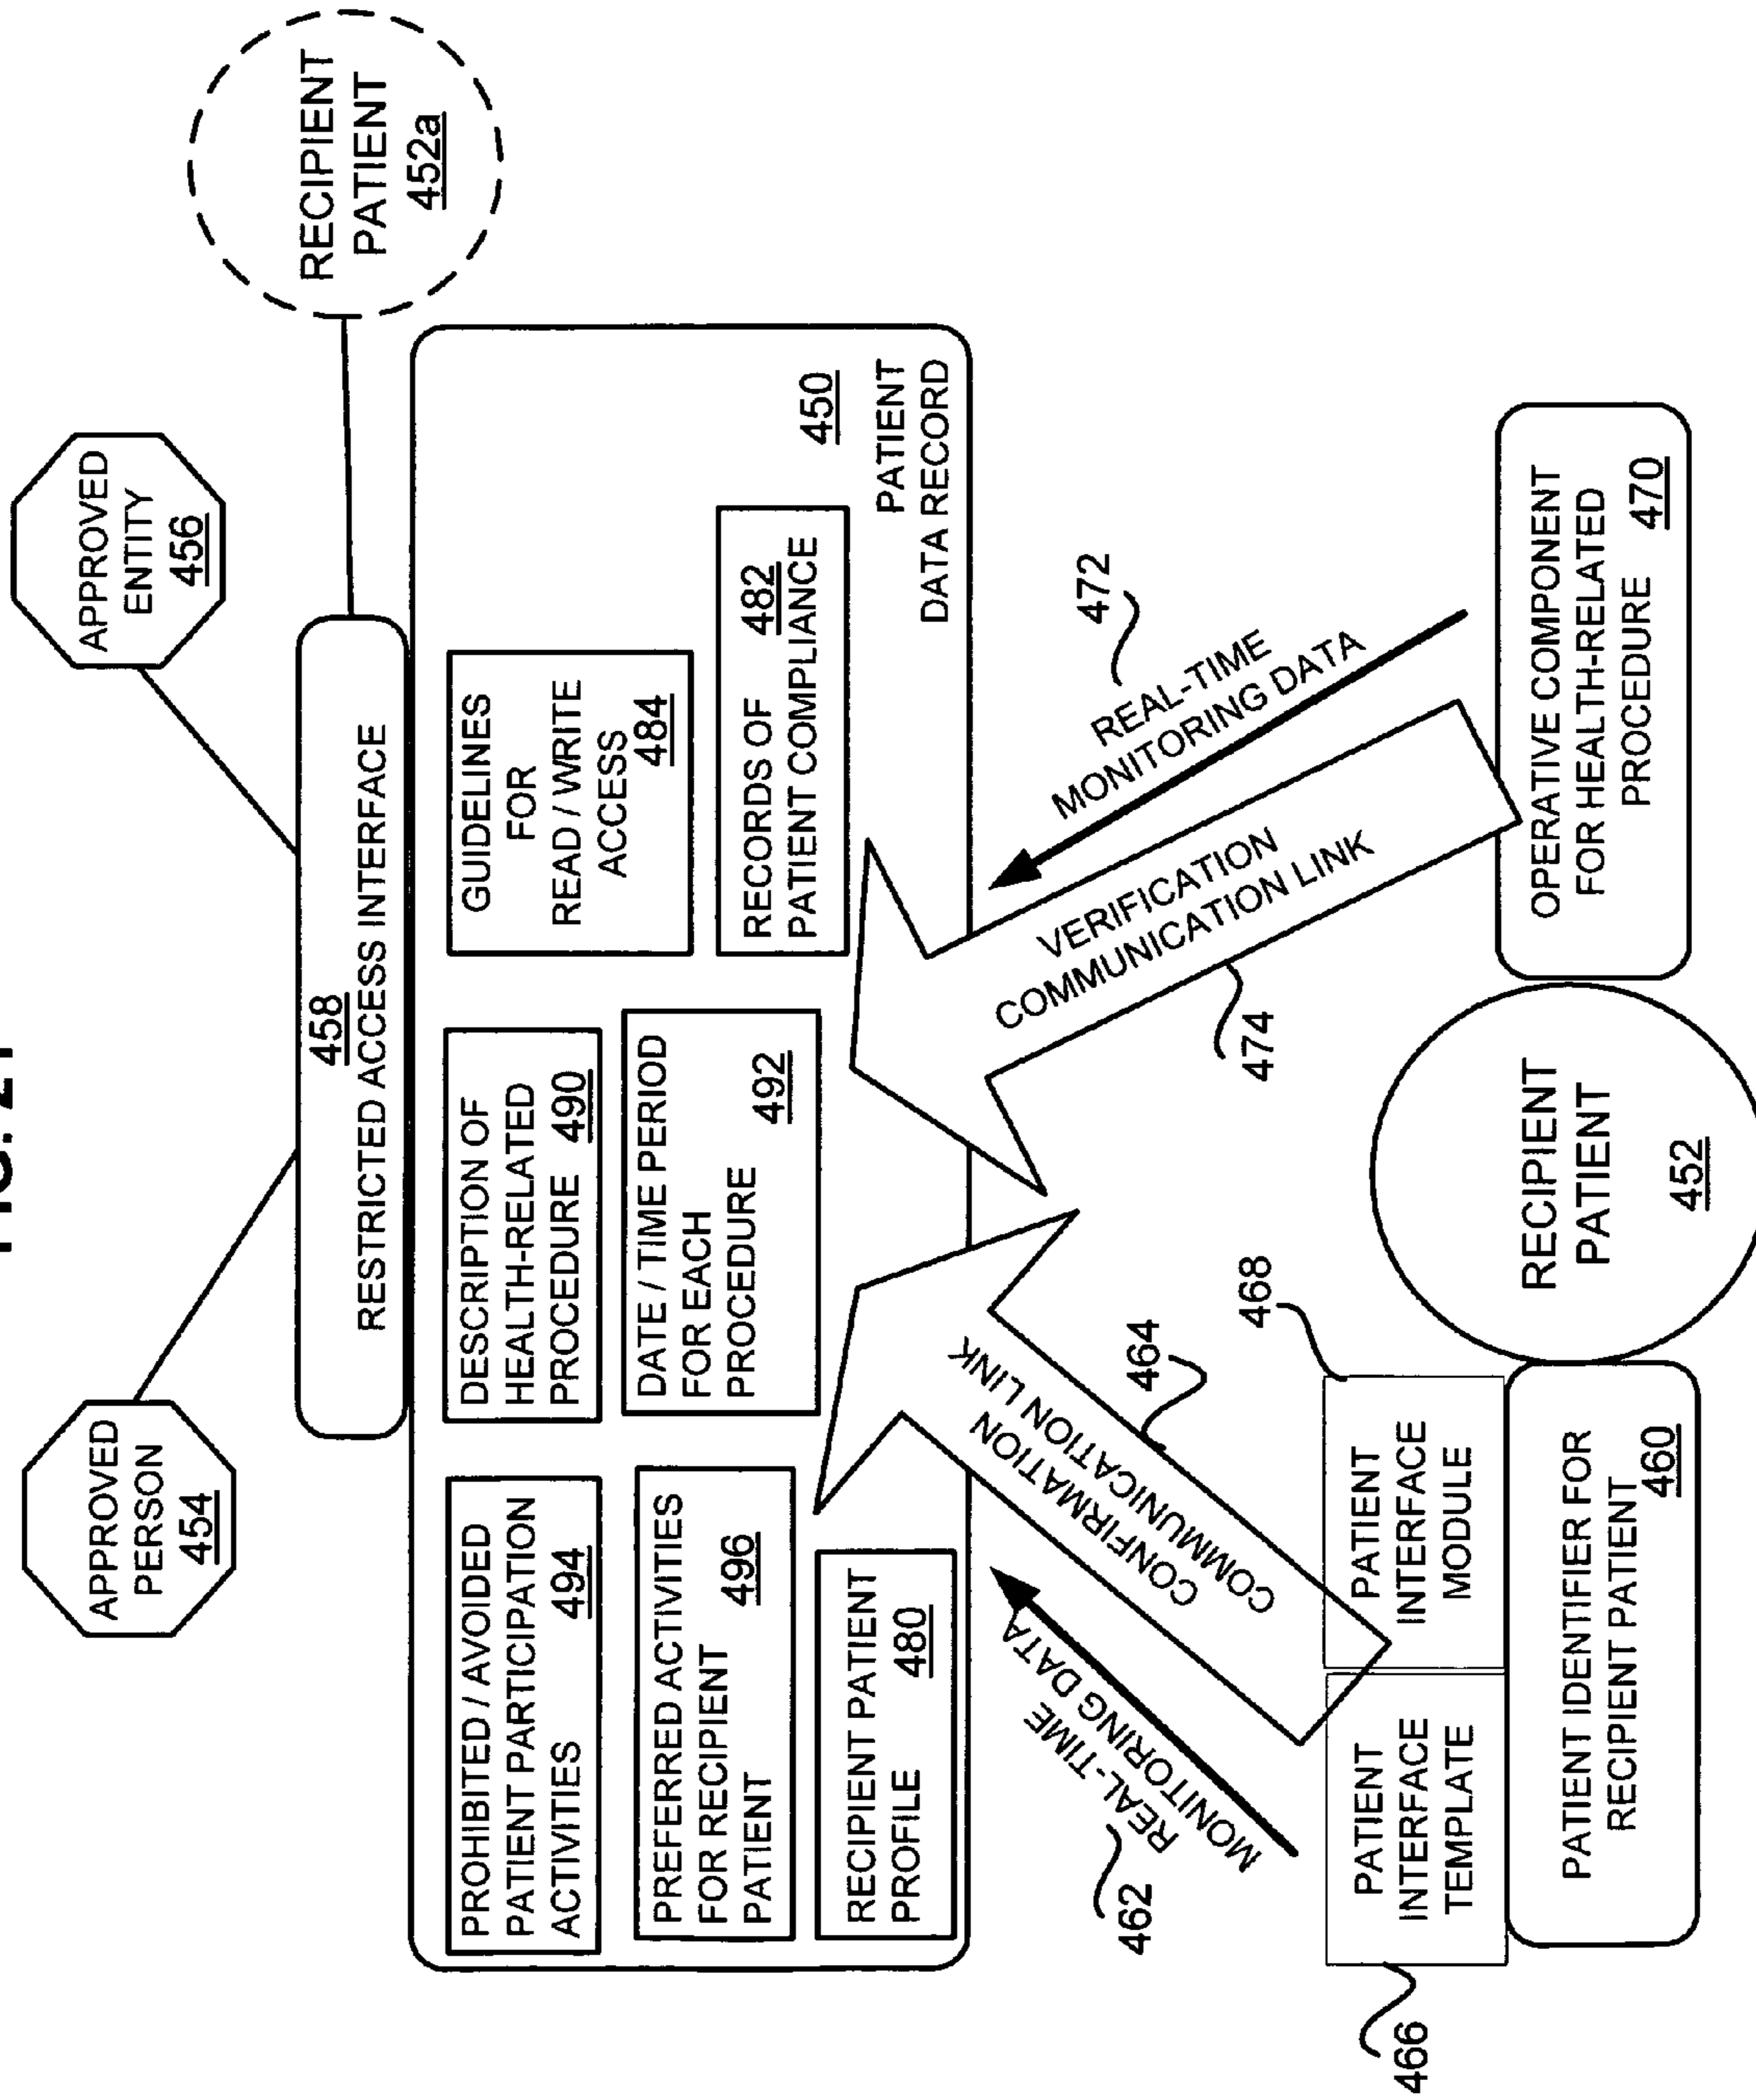 FIG.
APPROVED
PERSON
454
APPROVED
ENTITY
456
458
RESTRICTED ACCESS INTERFACE
RECIPIENT
PATIENT
452a
PROHIBITED / AVOIDED
PATIENT PARTICIPATION
ACTIVITIES 494
DESCRIPTION OF
HEALTH-RELATED
PROCEDURE 490
GUIDELINES
FOR
READ / WRITE
ACCESS
484
PREFERRED ACTIVITIES
FOR RECIPIENT
PATIENT 496
DATE / TIME PERIOD
FOR EACH
PROCEDURE 492
RECORDS OF 482
PATIENT COMPLIANCE
450
PATIENT
DATA RECORD
RECIPIENT PATIENT
PROFILE 480
462
REAL-TIME
MONITORING DATA
CONFIRMATION
COMMUNICATION LINK
464
VERIFICATION
COMMUNICATION LINK
474
REAL-TIME
MONITORING DATA
472
466
PATIENT
INTERFACE
TEMPLATE
PATIENT
INTERFACE
MODULE
468
PATIENT IDENTIFIER FOR
RECIPIENT PATIENT
460
RECIPIENT
PATIENT
452
OPERATIVE COMPONENT
FOR HEALTH-RELATED
PROCEDURE 470